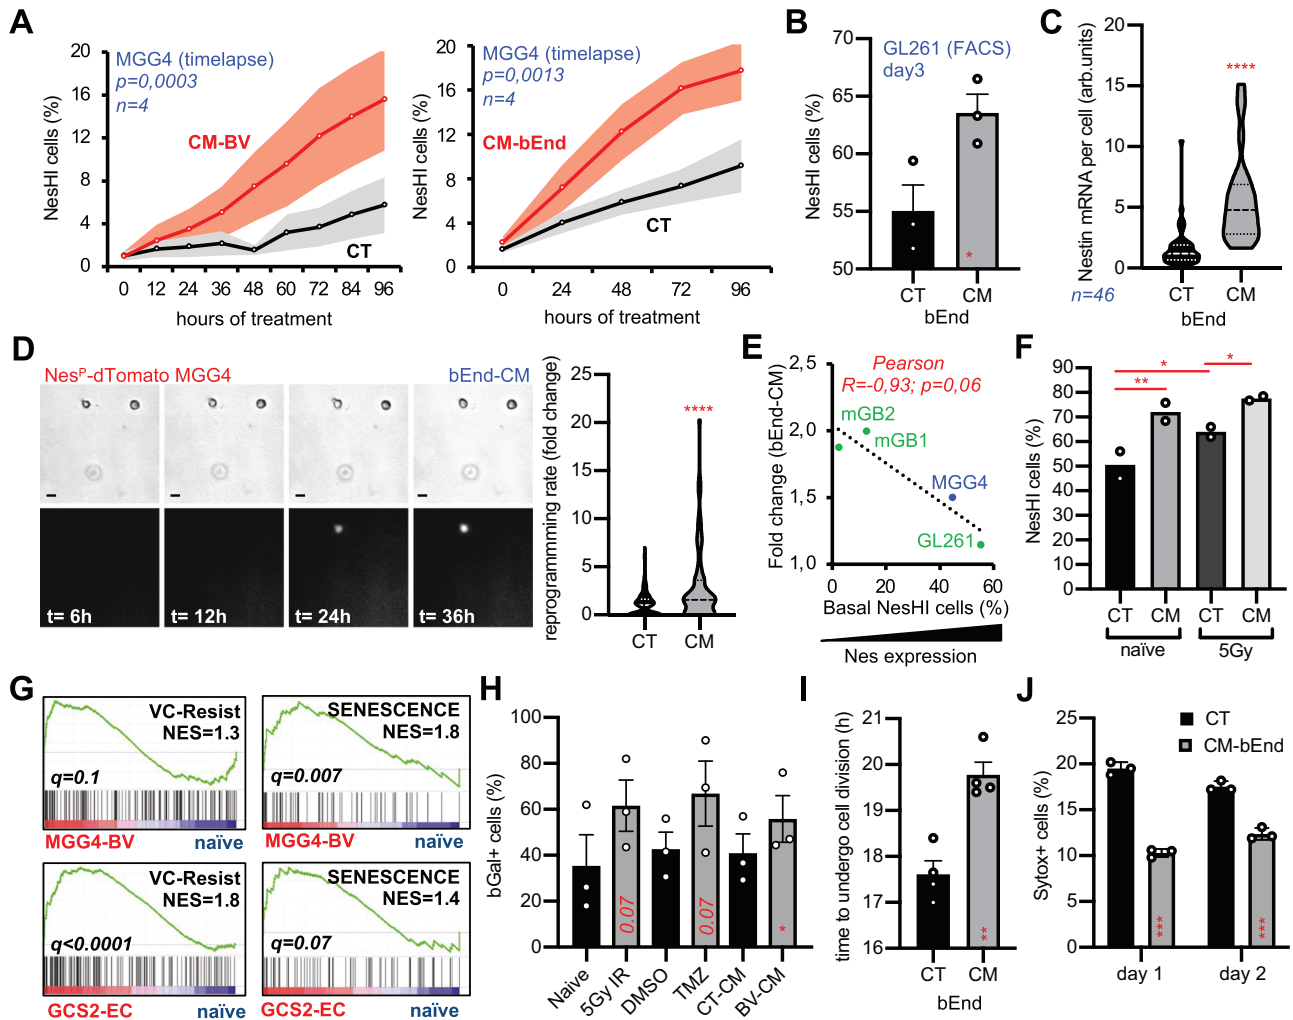 A
NesHI cells (%)
20
16
12
8
4
0
MGG4 (timelapse)
p=0,0003
n=4
CM-BV
CT
0 12 24 36 48 60 72 84 96
hours of treatment
NesHI cells (%)
20
16
12
8
4
0
MGG4 (timelapse)
p=0,0013
n=4
CM-bEnd
CT
0 24 48 72 96
hours of treatment
B
NesHI cells (%)
70
65
60
55
50
GL261 (FACS)
day3
*
CT CM
bEnd
C
Nestin mRNA per cell (arb.units)
20
15
10
5
0
****
n=46
CT CM
bEnd
D
Nesᴾ-dTomato MGG4
bEnd-CM
t= 6h
t= 12h
t= 24h
t= 36h
reprogrammming rate (fold change)
25
20
15
10
5
0
****
CT CM
E
Fold change (bEnd-CM)
2,5
2,0
1,5
1,0
Pearson
R=-0,93; p=0,06
mGB2
mGB1
MGG4
GL261
0 20 40 60
Basal NesHI cells (%)
Nes expression
F
NesHI cells (%)
90
80
70
60
50
40
30
20
10
0
* *
**
CT CM CT CM
naïve 5Gy
G
VC-Resist
NES=1.3
q=0.1
MGG4-BV naïve
SENESCENCE
NES=1.8
q=0.007
MGG4-BV naïve
VC-Resist
NES=1.8
q<0.0001
GCS2-EC naïve
SENESCENCE
NES=1.4
q=0.07
GCS2-EC naïve
H
bGal+ cells (%)
100
80
60
40
20
0
0.07
0.07
*
Naïve
5Gy IR
DMSO
TMZ
CT-CM
BV-CM
I
time to undergo cell division (h)
21
20
19
18
17
16
**
CT CM
bEnd
J
Sytox+ cells (%)
25
20
15
10
5
0
CT
CM-bEnd
***
***
day 1 day 2